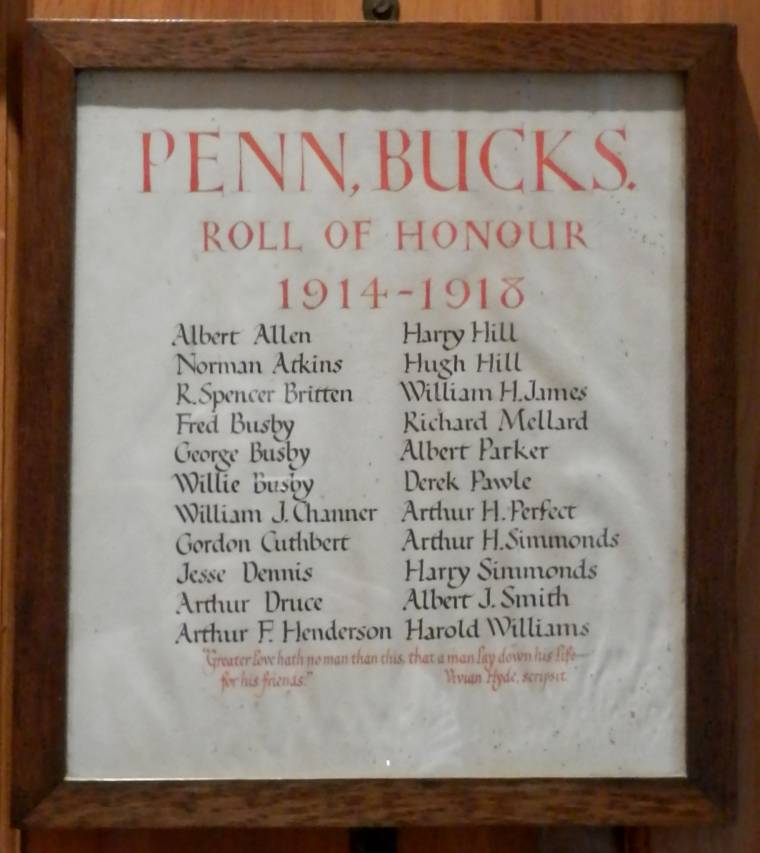 PENN, BUCKS.
ROLL OF HONOUR
1914-1918
Albert Allen
Norman Atkins
R. Spencer Britten
Fred Busby
George Busby
Willie Busby
William J. Channer
Gordon Cuthbert
Jesse Dennis
Arthur Druce
Arthur F. Henderson
Harry Hill
Hugh Hill
William H. James
Richard Mellard
Albert Parker
Derek Pawle
Arthur H. Perfect
Arthur H. Simmonds
Harry Simmonds
Albert J. Smith
Harold Williams
"Greater love hath no man than this, that a man lay down his life
for his friends."
Vivian Hyde, scripsit.